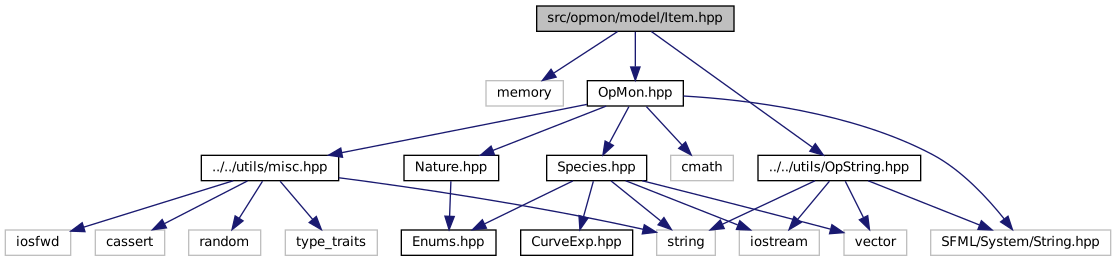 src/opmon/model/Item.hpp
memory
OpMon.hpp
../../utils/misc.hpp
Nature.hpp
Species.hpp
cmath
../../utils/OpString.hpp
iosfwd
cassert
random
type_traits
Enums.hpp
CurveExp.hpp
string
iostream
vector
SFML/System/String.hpp